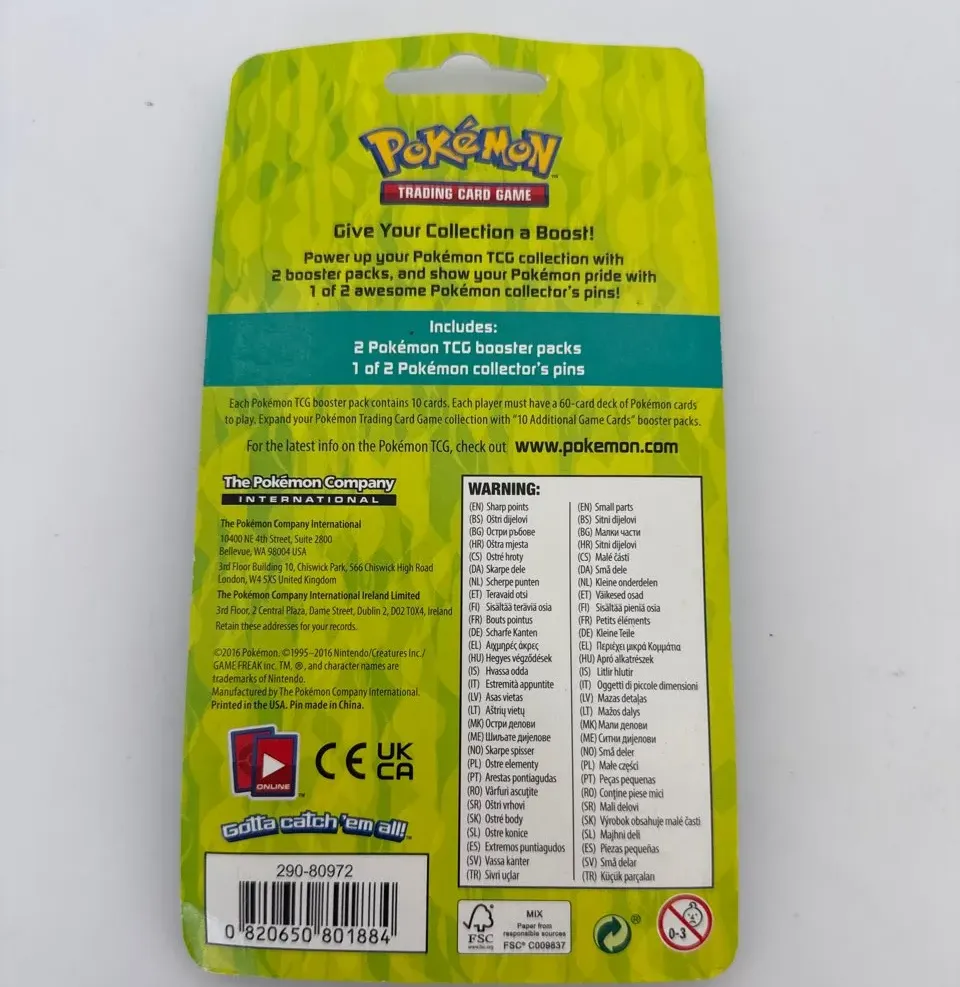 POKÉMON
TRADING CARD GAME
Give Your Collection a Boost!
Power up your Pokémon TCG collection with
2 booster packs, and show your Pokémon pride with
1 of 2 awesome Pokémon collector's pins!
Includes:
2 Pokémon TCG booster packs
1 of 2 Pokémon collector's pins
Each Pokémon TCG booster pack contains 10 cards. Each player must have a 60-card deck of Pokémon cards
to play. Expand your Pokémon Trading Card Game collection with "10 Additional Game Cards" booster packs.
For the latest info on the Pokémon TCG, check out www.pokemon.com
The Pokémon Company
INTERNATIONAL
The Pokémon Company International
10400 NE 4th Street, Suite 2800
Bellevue, WA 98004 USA
3rd Floor Building 10, Chiswick Park, 566 Chiswick High Road
London, W4 5XS United Kingdom
The Pokémon Company International Ireland Limited
3rd Floor, 2 Central Plaza, Dame Street, Dublin 2, D02 T0X4, Ireland
Retain these addresses for your records.
©2016 Pokémon. ©1995–2016 Nintendo/Creatures Inc./
GAME FREAK inc. TM, ®, and character names are
trademarks of Nintendo.
Manufactured by The Pokémon Company International.
Printed in the USA. Pin made in China.
ONLINE
CE UK
CA
Gotta catch 'em all!
290-80972
0 820650 801884
WARNING:
(EN) Sharp points
(BS) Oštri dijelovi
(BG) Остри ръбове
(HR) Oštra mjesta
(CS) Ostré hroty
(DA) Skarpe dele
(NL) Scherpe punten
(ET) Teravaid otsi
(FI) Sisältää teräviä osia
(FR) Bouts pointus
(DE) Scharfe Kanten
(EL) Αιχμηρές άκρες
(HU) Hegyes végződések
(IS) Hvassa odda
(IT) Estremità appuntite
(LV) Asas vietas
(LT) Aštrių vietų
(MK) Остри делови
(ME) Шиљате дијелове
(NO) Skarpe spisser
(PL) Ostre elementy
(PT) Arestas pontiagudas
(RO) Vârfuri ascuțite
(SR) Oštri vrhovi
(SK) Ostré body
(SL) Ostre konice
(ES) Extremos puntiagudos
(SV) Vassa kanter
(TR) Sivri uçlar
(EN) Small parts
(BS) Sitni dijelovi
(BG) Малки части
(HR) Sitni dijelovi
(CS) Malé části
(DA) Små dele
(NL) Kleine onderdelen
(ET) Väikesed osad
(FI) Sisältää pieniä osia
(FR) Petits éléments
(DE) Kleine Teile
(EL) Περιέχει μικρά Κομμάτια
(HU) Apró alkatrészek
(IS) Litlir hlutir
(IT) Oggetti di piccole dimensioni
(LV) Mazas detaļas
(LT) Mažos dalys
(MK) Мали делови
(ME) Ситни дијелови
(NO) Små deler
(PL) Małe części
(PT) Peças pequenas
(RO) Conține piese mici
(SR) Mali delovi
(SK) Výrobok obsahuje malé časti
(SL) Majhni deli
(ES) Piezas pequeñas
(SV) Små delar
(TR) Küçük parçaları
FSC
www.fsc.org
MIX
Paper from
responsible sources
FSC® C009837
®
0-3